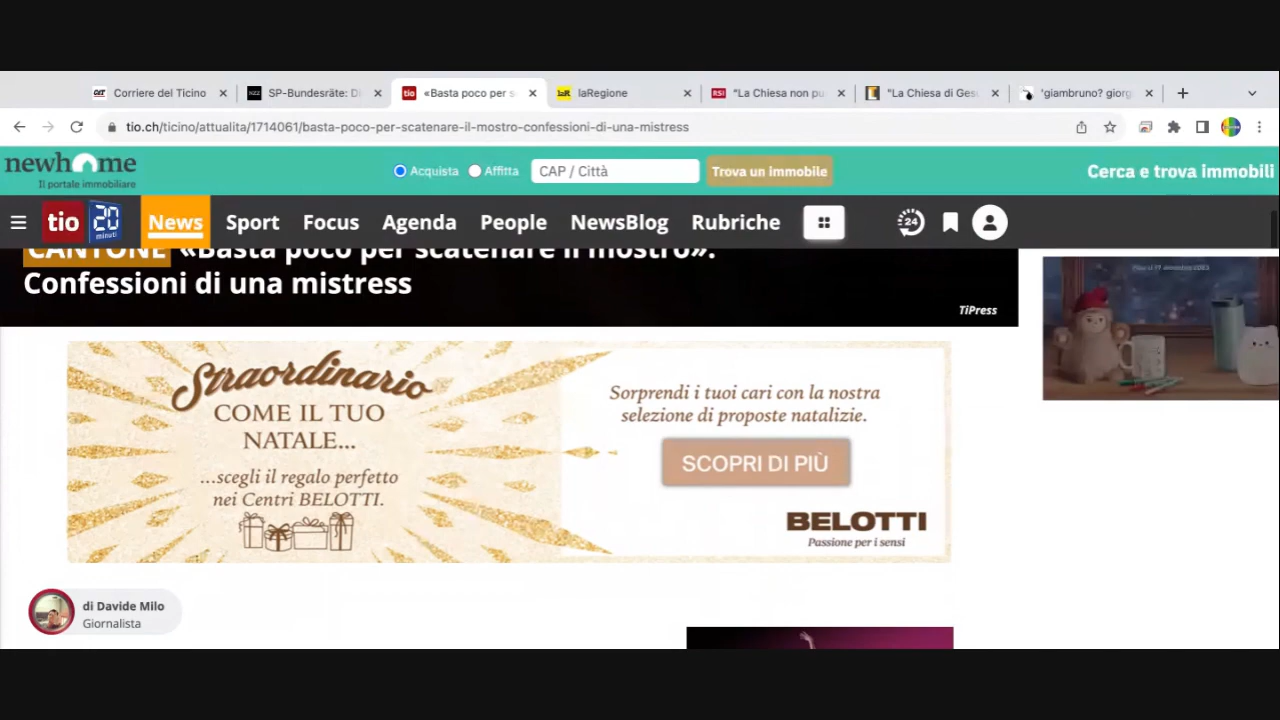 Corriere del Ticino
SP-Bundesräte: Di
«Basta poco per s
laRegione
"La Chiesa non pu
"La Chiesa di Ges
'giambruno? giorg
tio.ch/ticino/attualita/1714061/basta-poco-per-scatenare-il-mostro-confessioni-di-una-mistress
newhome
Il portale immobiliare
Acquista
Affitta
CAP / Città
Trova un immobile
Cerca e trova immobili
tio
20
minuti
News
Sport
Focus
Agenda
People
NewsBlog
Rubriche
24
CANTONE «Basta poco per scatenare il mostro».
Confessioni di una mistress
TiPress
Straordinario
COME IL TUO
NATALE...
...scegli il regalo perfetto
nei Centri BELOTTI.
Sorprendi i tuoi cari con la nostra
selezione di proposte natalizie.
SCOPRI DI PIÙ
BELOTTI
Passione per i sensi
di Davide Milo
Giornalista